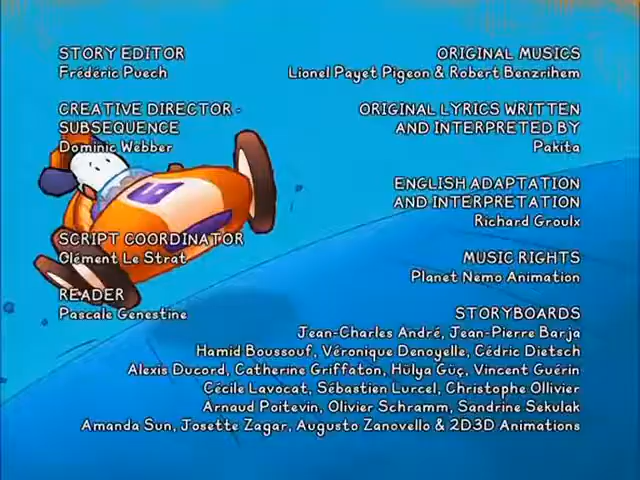 STORY EDITOR
Frédéric Puech
CREATIVE DIRECTOR -
SUBSEQUENCE
Dominic Webber
SCRIPT COORDINATOR
Clément Le Strat
READER
Pascale Genestine
ORIGINAL MUSICS
Lionel Payet Pigeon & Robert Benzrihem
ORIGINAL LYRICS WRITTEN
AND INTERPRETED BY
Pakita
ENGLISH ADAPTATION
AND INTERPRETATION
Richard Groulx
MUSIC RIGHTS
Planet Nemo Animation
STORYBOARDS
Jean-Charles André, Jean-Pierre Barja
Hamid Boussouf, Véronique Denoyelle, Cédric Dietsch
Alexis Ducord, Catherine Griffaton, Hülya Güç, Vincent Guérin
Cécile Lavocat, Sébastien Lurcel, Christophe Ollivier
Arnaud Poitevin, Olivier Schramm, Sandrine Sekulak
Amanda Sun, Josette Zagar, Augusto Zanovello & 2D3D Animations